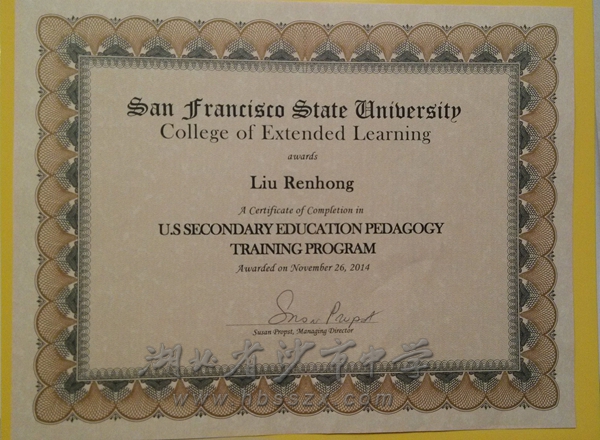 San Francisco State University
College of Extended Learning
awards
Liu Renhong
A Certificate of Completion in
U.S SECONDARY EDUCATION PEDAGOGY
TRAINING PROGRAM
Awarded on November 26, 2014
Susan Propst
Susan Propst, Managing Director
湖北省沙市中学
www.hbsszx.com